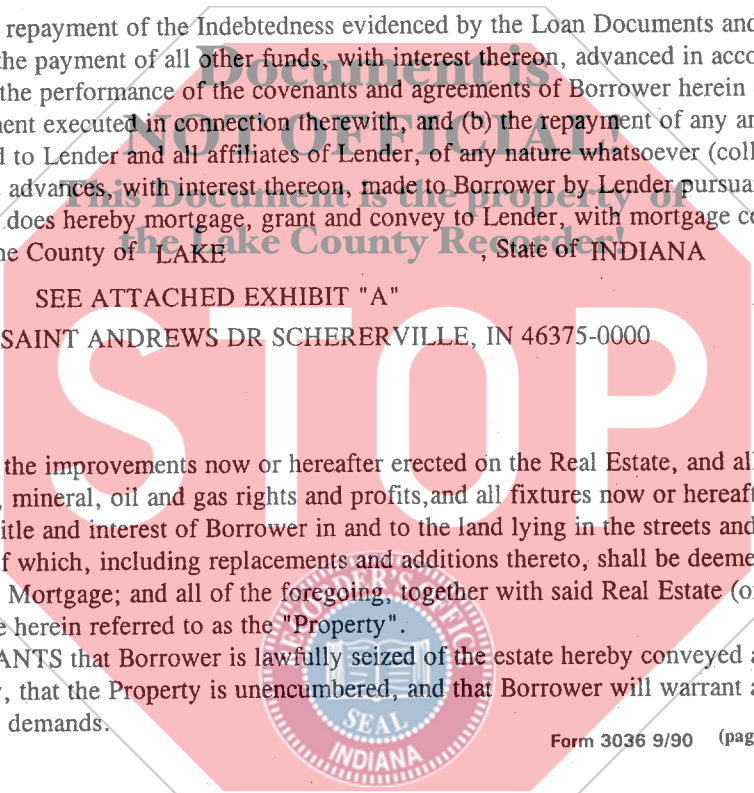 repayment of the Indebtedness evidenced by the Loan Documents and
the payment of all other funds, with interest thereon, advanced in acco
Document is
the performance of the covenants and agreements of Borrower herein
nent executed in connection therewith, and (b) the repayment of any an
NOT OFFICIAL!
d to Lender and all affiliates of Lender, of any nature whatsoever (coll
advances, with interest thereon, made to Borrower by Lender pursua
This Document is the property of
does hereby mortgage, grant and convey to Lender, with mortgage co
the Lake County Recorder!
ne County of LAKE , State of INDIANA
SEE ATTACHED EXHIBIT "A"
SAINT ANDREWS DR SCHERERVILLE, IN 46375-0000
STOP
the improvements now or hereafter erected on the Real Estate, and al
, mineral, oil and gas rights and profits,and all fixtures now or hereaft
itle and interest of Borrower in and to the land lying in the streets and
f which, including replacements and additions thereto, shall be deeme
Mortgage; and all of the foregoing, together with said Real Estate (o
e herein referred to as the "Property".
ANTS that Borrower is lawfully seized of the estate hereby conveyed a
, that the Property is unencumbered, and that Borrower will warrant a
demands.
RECORDER'S OFFICE
SEAL
INDIANA
Form 3036 9/90 (pag